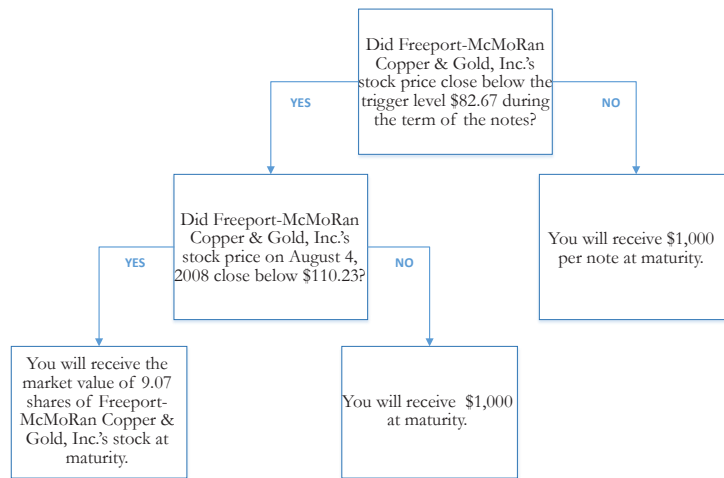 Did Freeport-McMoRan
Copper & Gold, Inc.'s
stock price close below the
trigger level $82.67 during
the term of the notes?
YES
NO
Did Freeport-McMoRan
Copper & Gold, Inc.'s
stock price on August 4,
2008 close below $110.23?
You will receive $1,000
per note at maturity.
YES
NO
You will receive the
market value of 9.07
shares of Freeport-
McMoRan Copper &
Gold, Inc.'s stock at
maturity.
You will receive $1,000
at maturity.